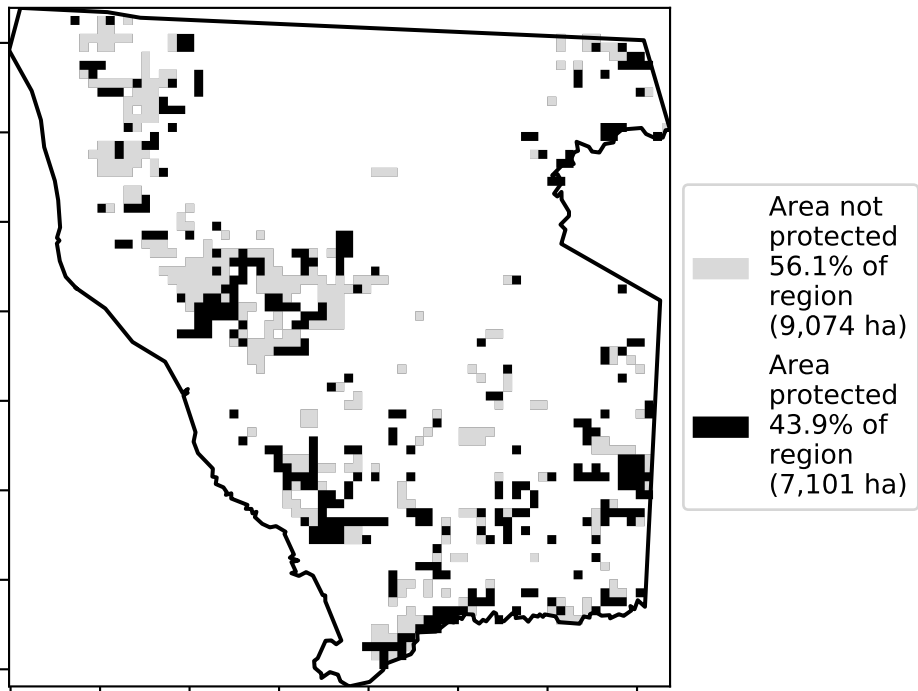 Area not
protected
56.1% of
region
(9,074 ha)
Area
protected
43.9% of
region
(7,101 ha)